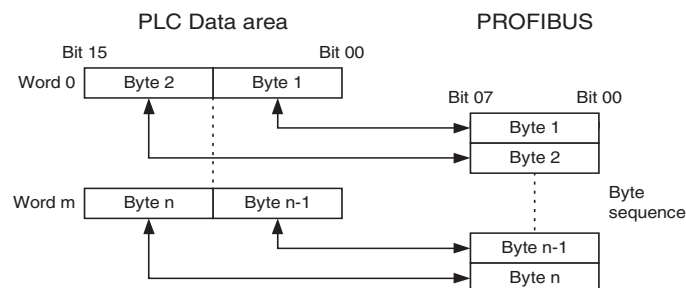 PLC Data area PROFIBUS
Bit 15 Bit 00
Word 0 Byte 2 Byte 1
Bit 07 Bit 00
Byte 1
Byte 2
Word m Byte n Byte n-1
Byte
sequence
Byte n-1
Byte n